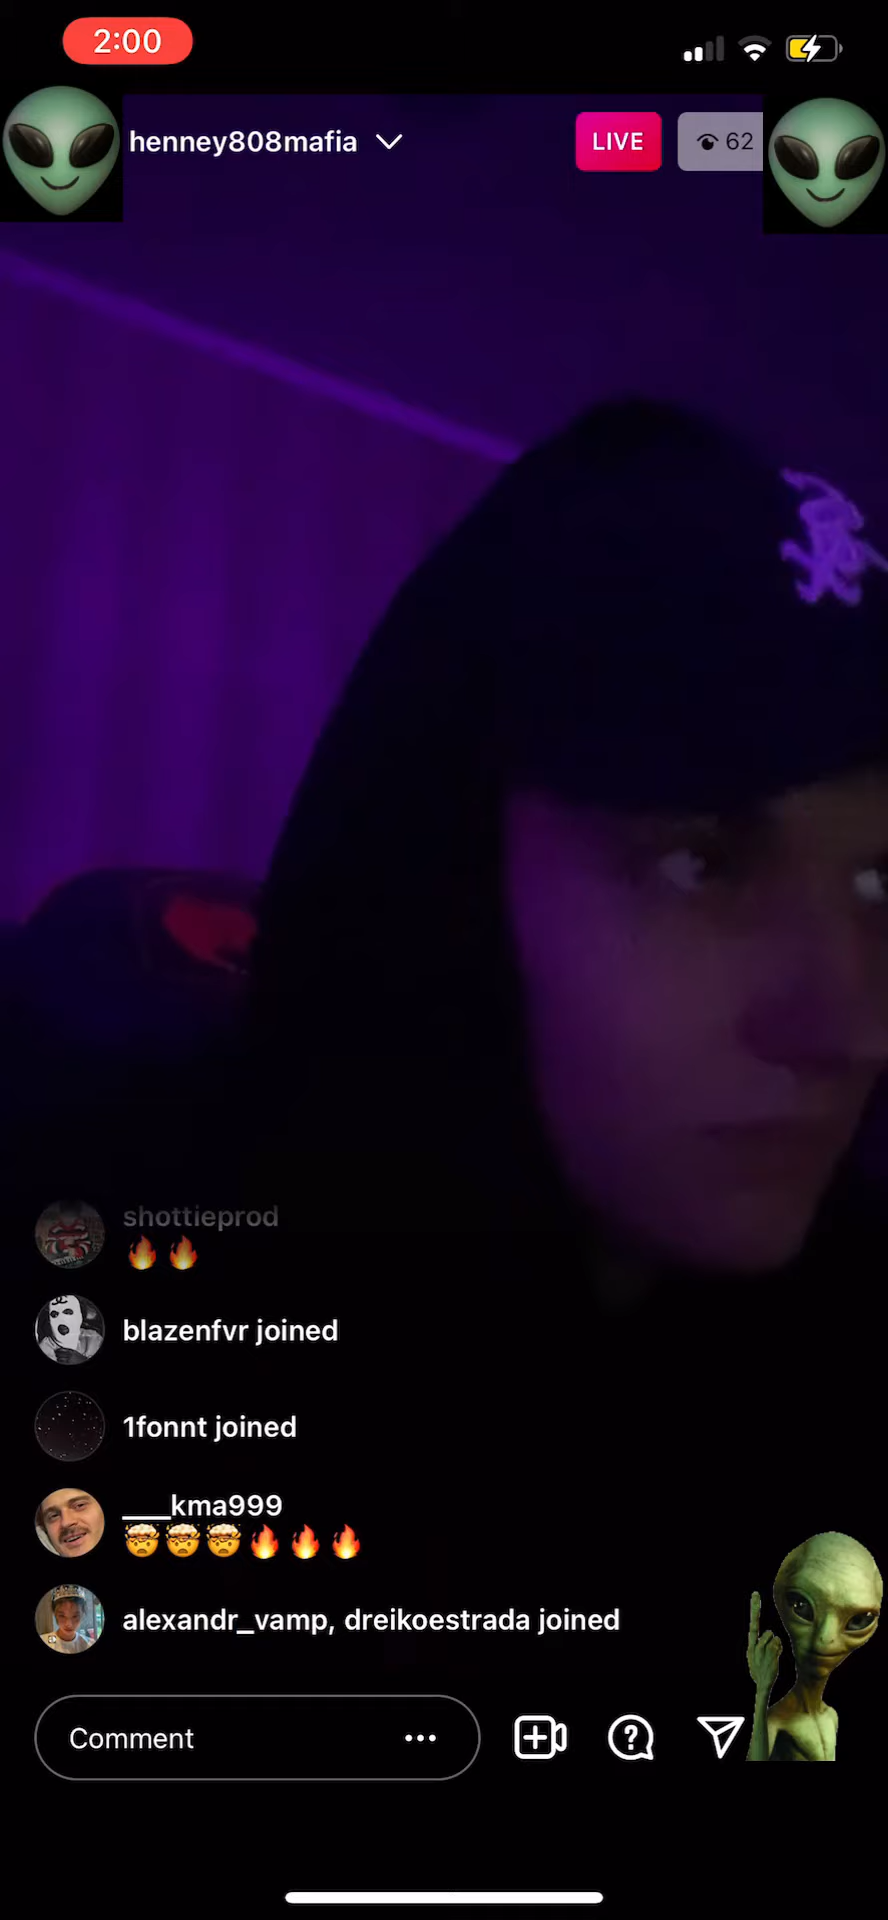 2:00
henney808mafia
LIVE
62
shottieprod
🔥🔥
blazenfvr joined
1fonnt joined
___kma999
🤯🤯🤯🔥🔥🔥
alexandr_vamp, dreikoestrada joined
Comment